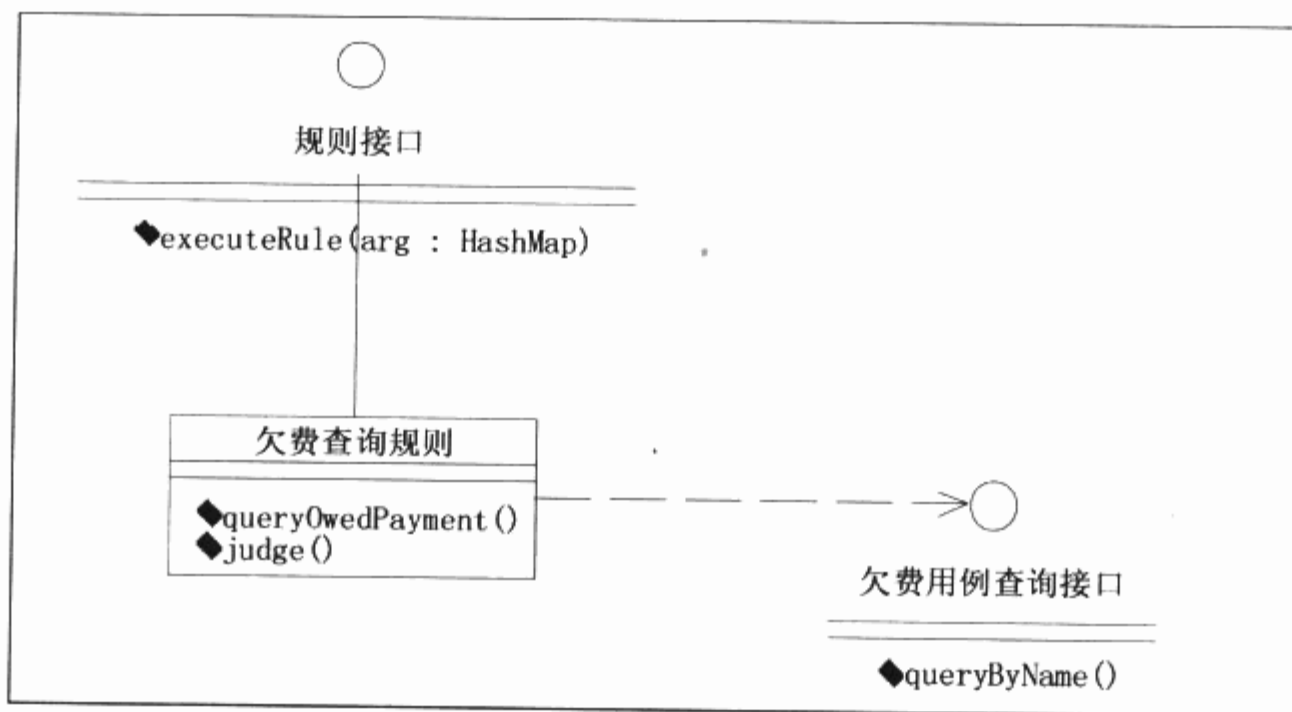 规则接口
executeRule(arg : HashMap)
欠费查询规则
queryOwedPayment()
judge()
欠费用例查询接口
queryByName()